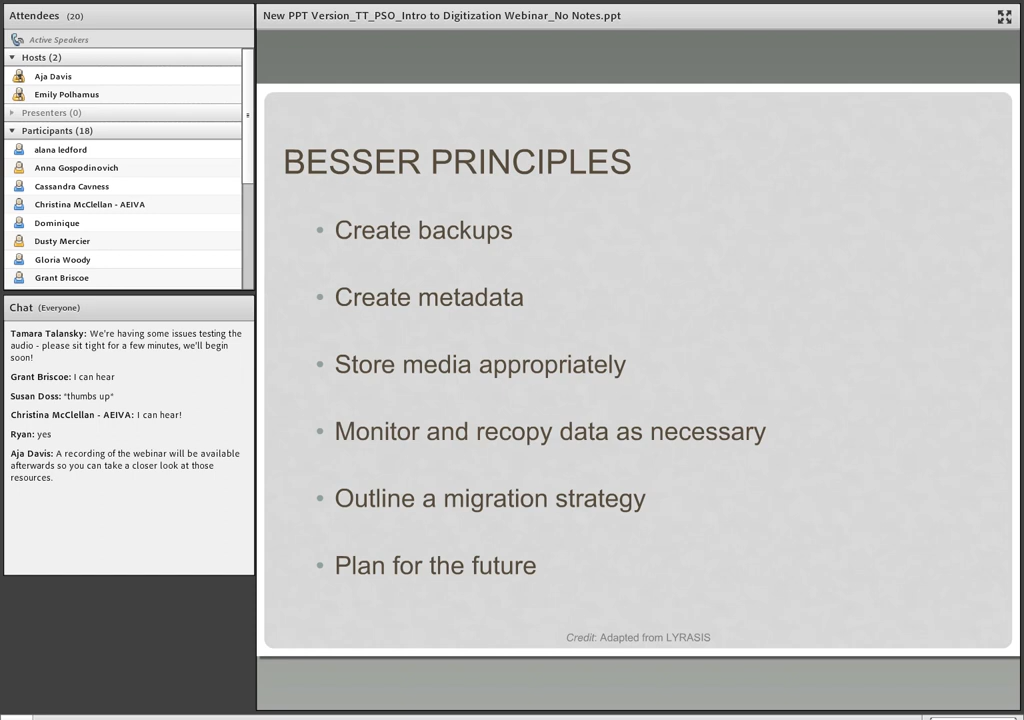 Attendees (20)
Active Speakers
Hosts (2)
Aja Davis
Emily Polhamus
Presenters (0)
Participants (18)
alana ledford
Anna Gospodinovich
Cassandra Cavness
Christina McClellan - AEIVA
Dominique
Dusty Mercier
Gloria Woody
Grant Briscoe
Chat (Everyone)
Tamara Talansky: We're having some issues testing the
audio - please sit tight for a few minutes, we'll begin
soon!
Grant Briscoe: I can hear
Susan Doss: *thumbs up*
Christina McClellan - AEIVA: I can hear!
Ryan: yes
Aja Davis: A recording of the webinar will be available
afterwards so you can take a closer look at those
resources.
New PPT Version_TT_PSO_Intro to Digitization Webinar_No Notes.ppt
BESSER PRINCIPLES
• Create backups
• Create metadata
• Store media appropriately
• Monitor and recopy data as necessary
• Outline a migration strategy
• Plan for the future
Credit: Adapted from LYRASIS